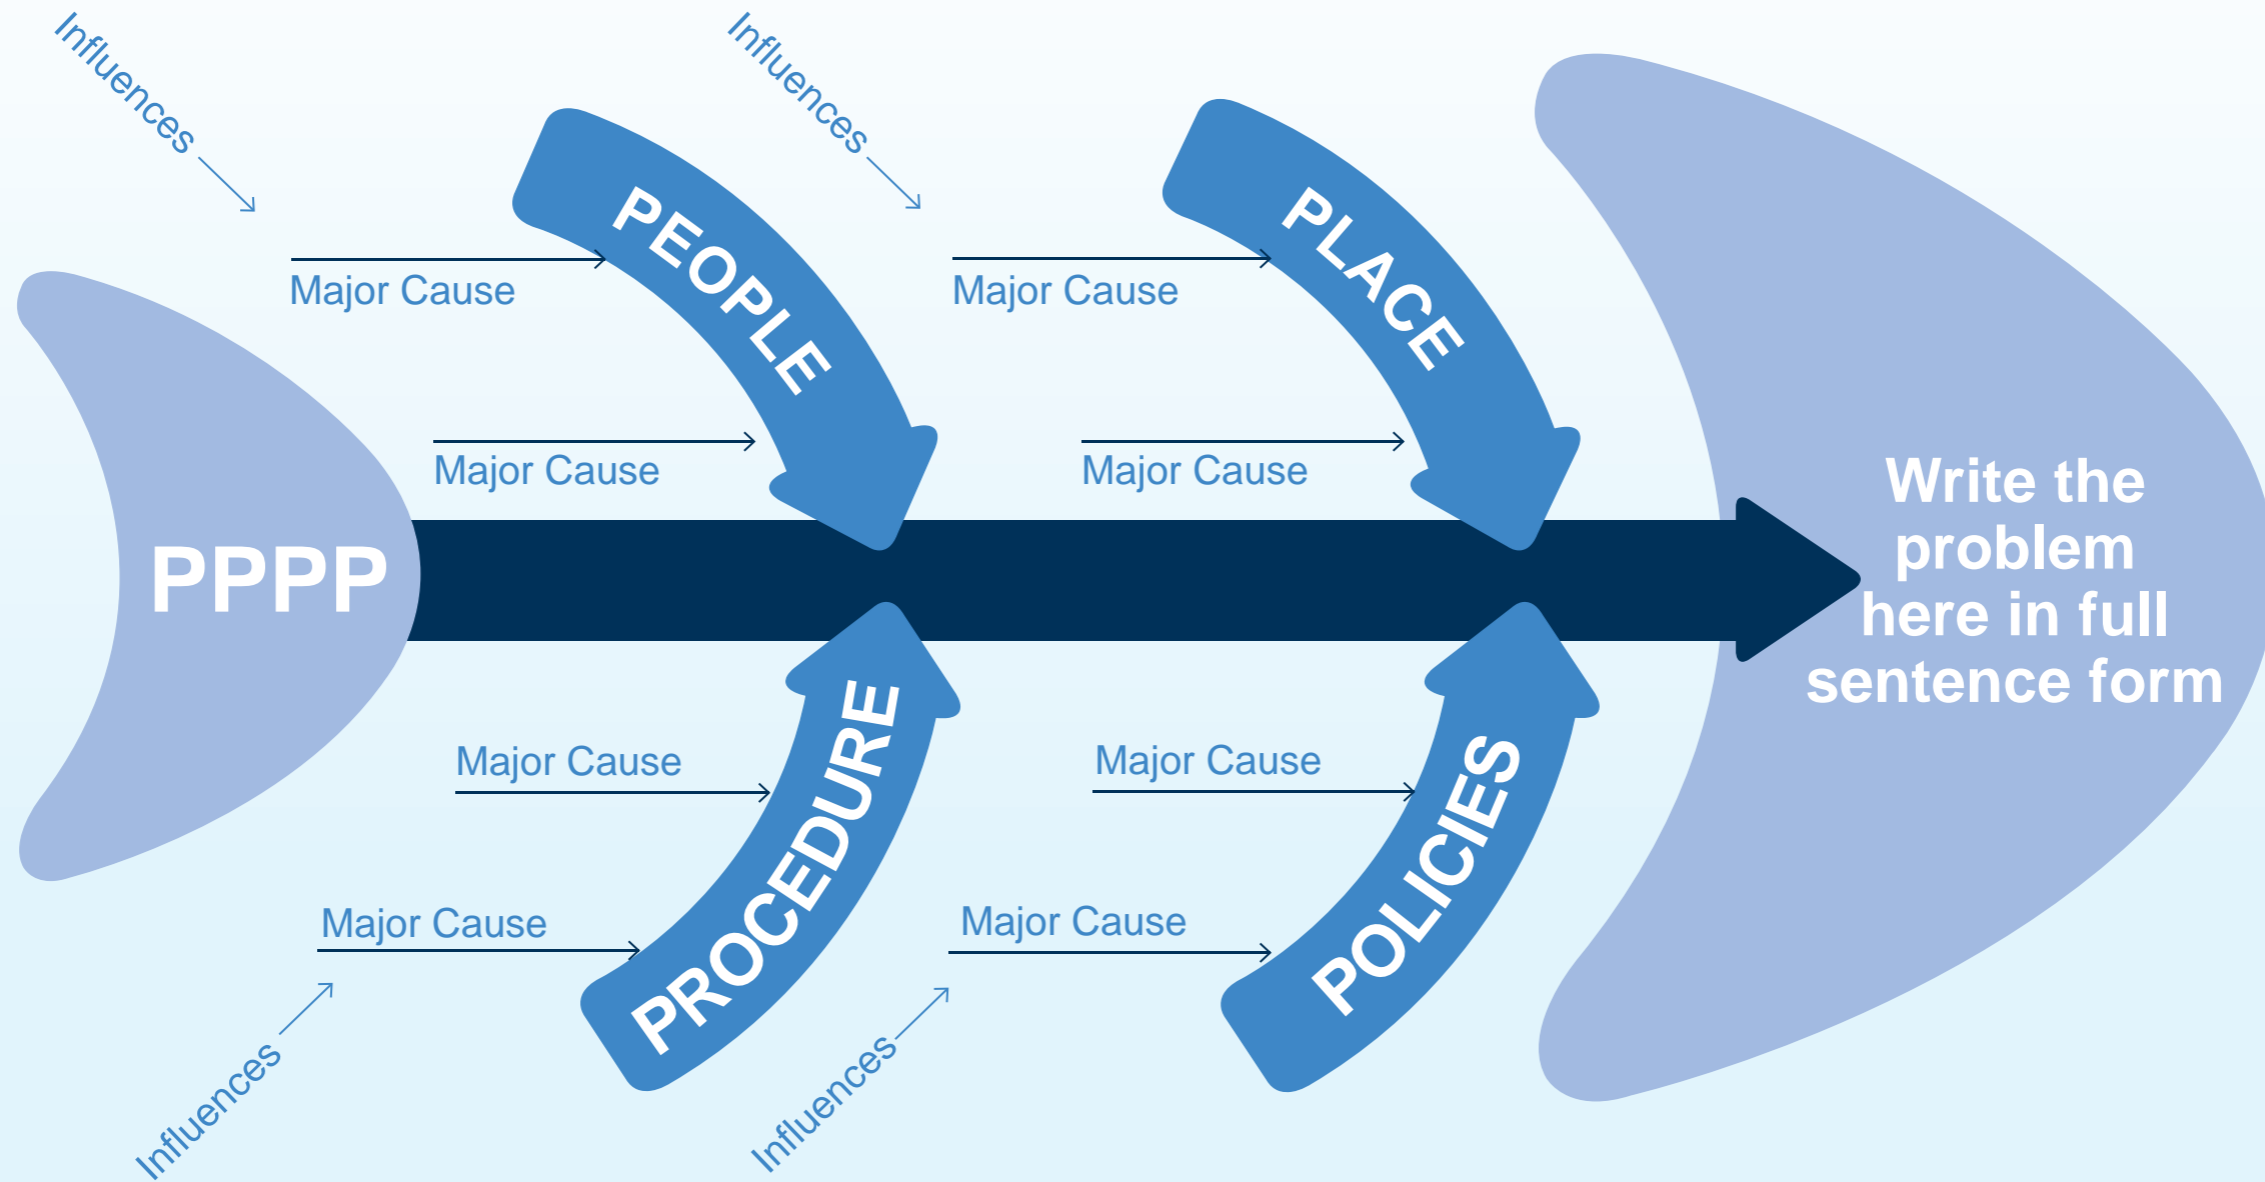 Influences
Influences
PEOPLE
PLACE
Major Cause
Major Cause
Major Cause
Major Cause
PPPP
Write the
problem
here in full
sentence form
Major Cause
Major Cause
PROCEDURE
POLICIES
Major Cause
Major Cause
Influences
Influences